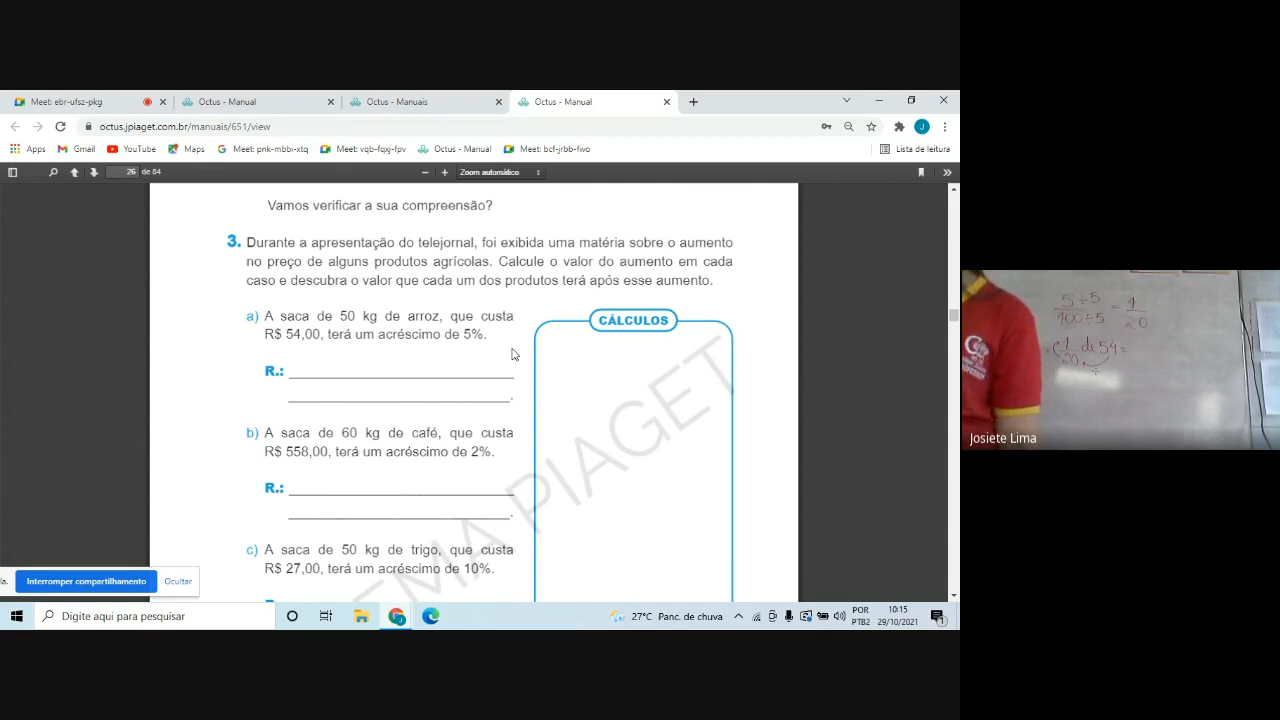 Meet: ebr-ufsz-pkg
Octus - Manual
Octus - Manuais
Octus - Manual
octus.jpiaget.com.br/manuais/651/view
Apps
Gmail
YouTube
Maps
Meet: pnk-mbbi-xtq
Meet: vqb-fqxj-fpv
Octus - Manual
Meet: bcf-jrbb-fwo
Lista de leitura
26 de 84
Zoom automático
Vamos verificar a sua compreensão?
3. Durante a apresentação do telejornal, foi exibida uma matéria sobre o aumento
no preço de alguns produtos agrícolas. Calcule o valor do aumento em cada
caso e descubra o valor que cada um dos produtos terá após esse aumento.
a) A saca de 50 kg de arroz, que custa
R$ 54,00, terá um acréscimo de 5%.
R.:
b) A saca de 60 kg de café, que custa
R$ 558,00, terá um acréscimo de 2%.
R.:
c) A saca de 50 kg de trigo, que custa
R$ 27,00, terá um acréscimo de 10%.
CÁLCULOS
EMA PIAGET
la.
Interromper compartilhamento
Ocultar
Digite aqui para pesquisar
27°C Panc. de chuva
POR
PTB2
10:15
29/10/2021
1
J
5 ÷5 = 1
100 ÷5 20
1 de 54 =
20
÷
Josiete Lima